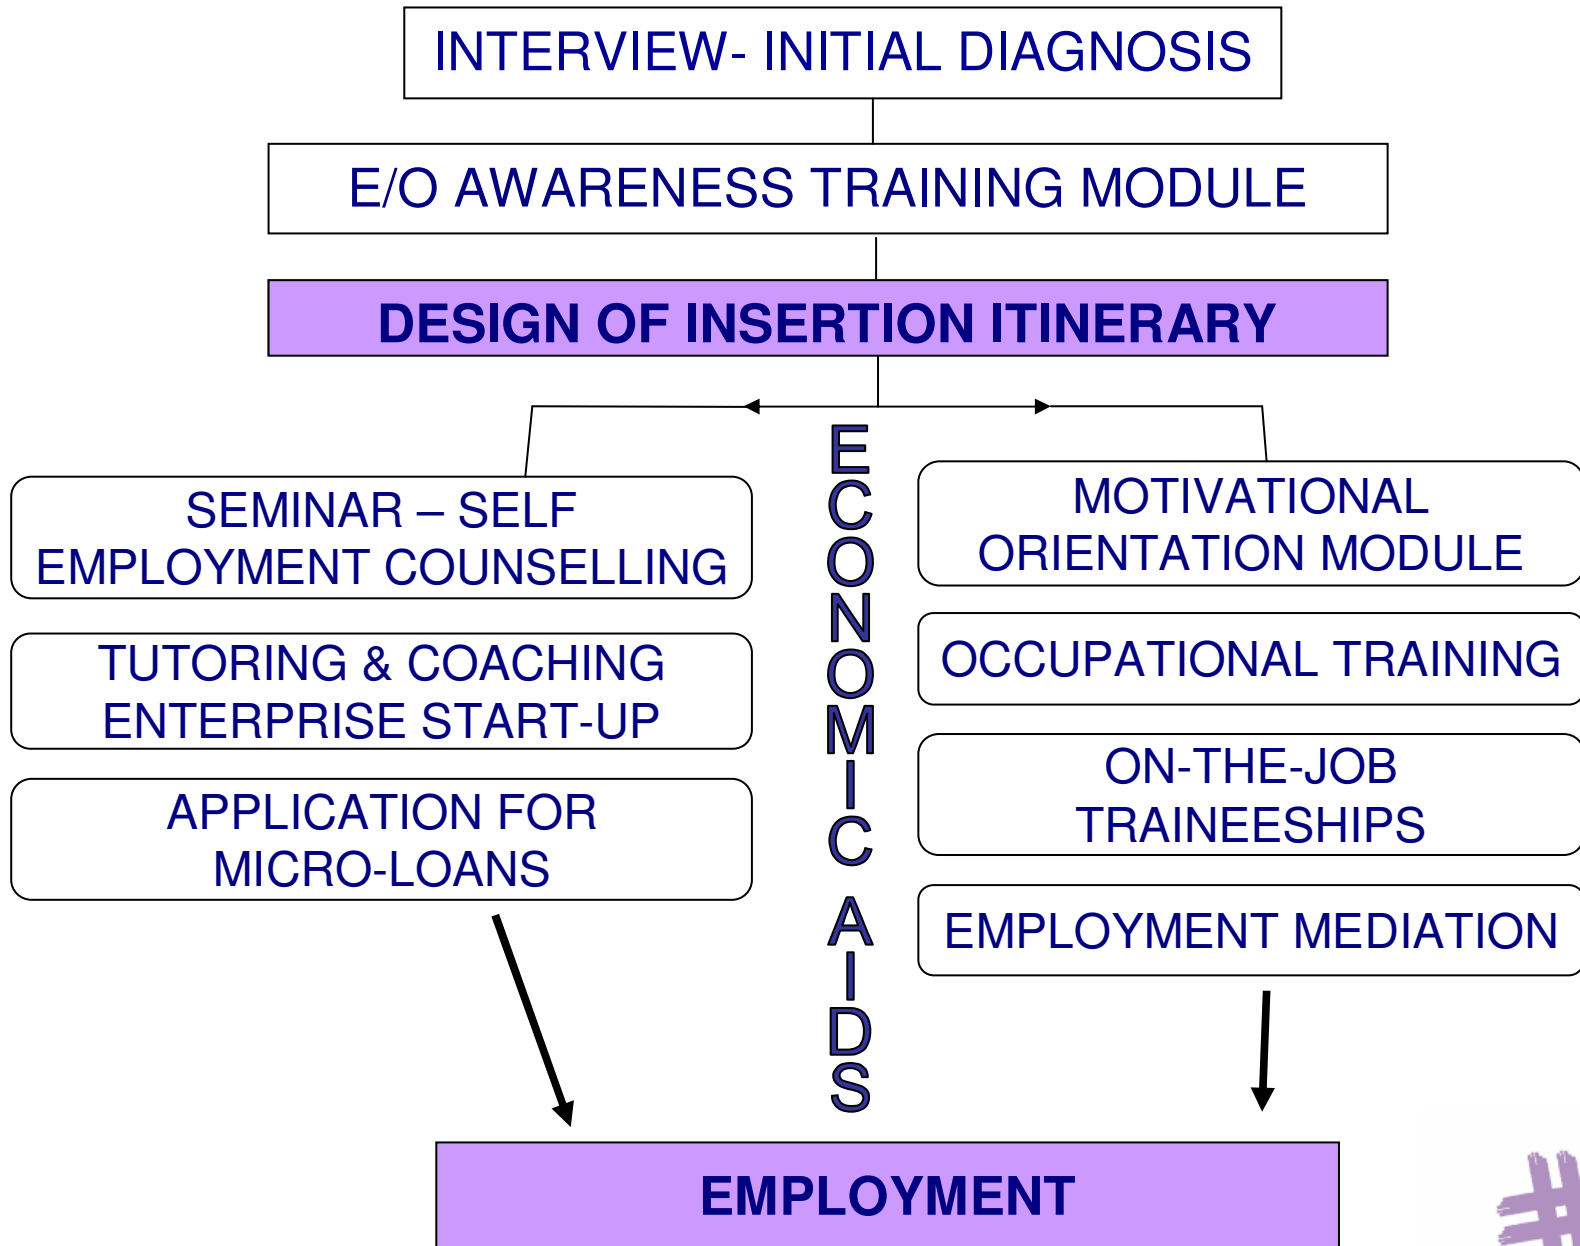 INTERVIEW- INITIAL DIAGNOSIS
E/O AWARENESS TRAINING MODULE
DESIGN OF INSERTION ITINERARY
SEMINAR – SELF
EMPLOYMENT COUNSELLING
TUTORING & COACHING
ENTERPRISE START-UP
APPLICATION FOR
MICRO-LOANS
ECONOMIC AIDS
MOTIVATIONAL
ORIENTATION MODULE
OCCUPATIONAL TRAINING
ON-THE-JOB
TRAINEESHIPS
EMPLOYMENT MEDIATION
EMPLOYMENT